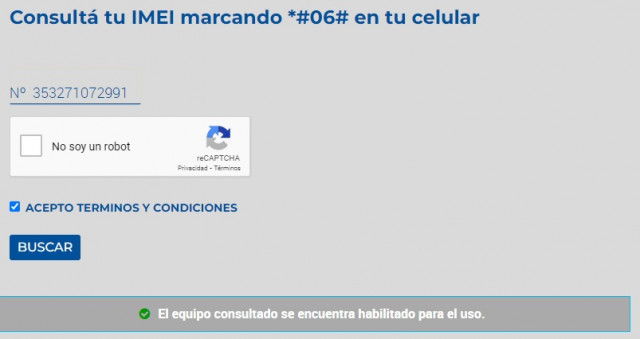 Consultá tu IMEI marcando *#06# en tu celular
Nº 353271072991
No soy un robot
reCAPTCHA
Privacidad - Términos
ACEPTO TERMINOS Y CONDICIONES
BUSCAR
El equipo consultado se encuentra habilitado para el uso.